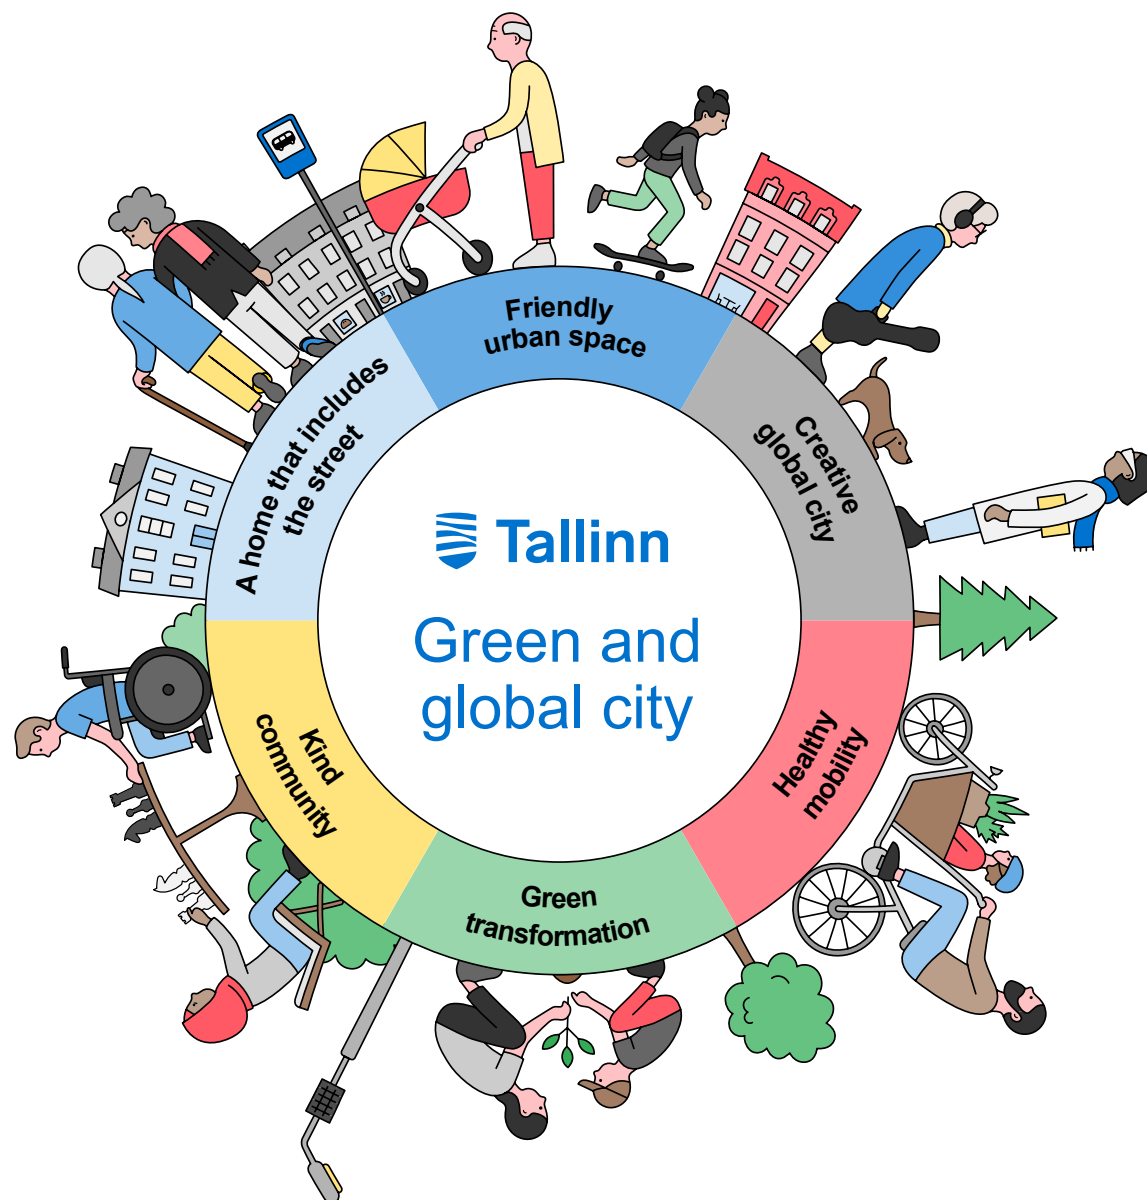 Friendly
urban space
Creative
global city
Healthy
mobility
Green
transformation
Kind
community
A home that includes
the street
Tallinn
Green and
global city